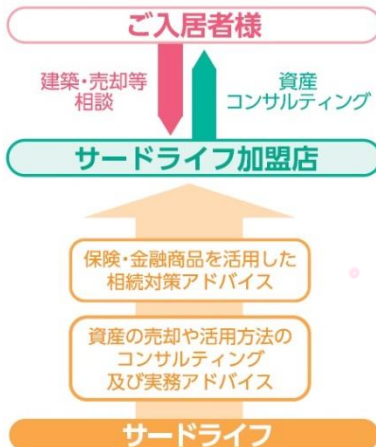 ご入居者様
建築・売却等
相談
資産
コンサルティング
サードライフ加盟店
保険・金融商品を活用した
相続対策アドバイス
資産の売却や活用方法の
コンサルティング
及び実務アドバイス
サードライフ